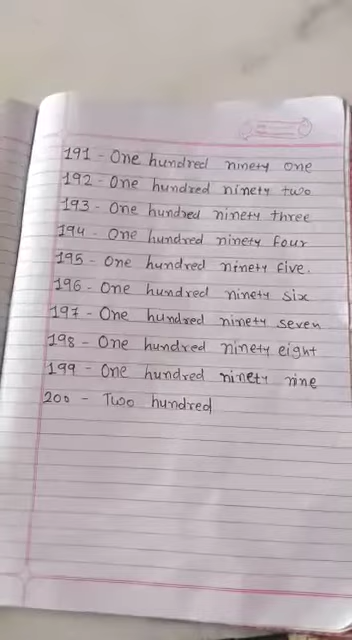 191 - One hundred ninety one
192 - One hundred ninety two
193 - One hundred ninety three
194 - One hundred ninety four
195 - One hundred ninety five.
196 - One hundred ninety six
197 - One hundred ninety seven
198 - One hundred ninety eight
199 - One hundred ninety nine
200 - Two hundred